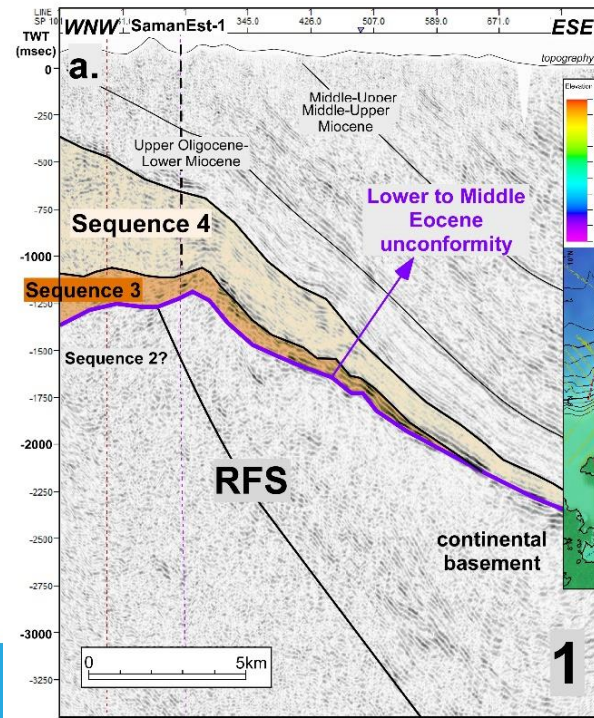 LINE
SP 101.0 345.0 426.0 507.0 589.0 671.0
WNW SamanEst-1 ESE
TWT
(msec)
topography
a.
0
-250
-500
-750
-1000
-1250
-1500
-1750
-2000
-2250
-2500
-2750
-3000
-3250
Middle-Upper
Middle-Upper
Miocene
Upper Oligocene-
Lower Miocene
Lower to Middle
Eocene
unconformity
Sequence 4
Sequence 3
Sequence 2?
RFS
continental
basement
0 5km
1
Elevation